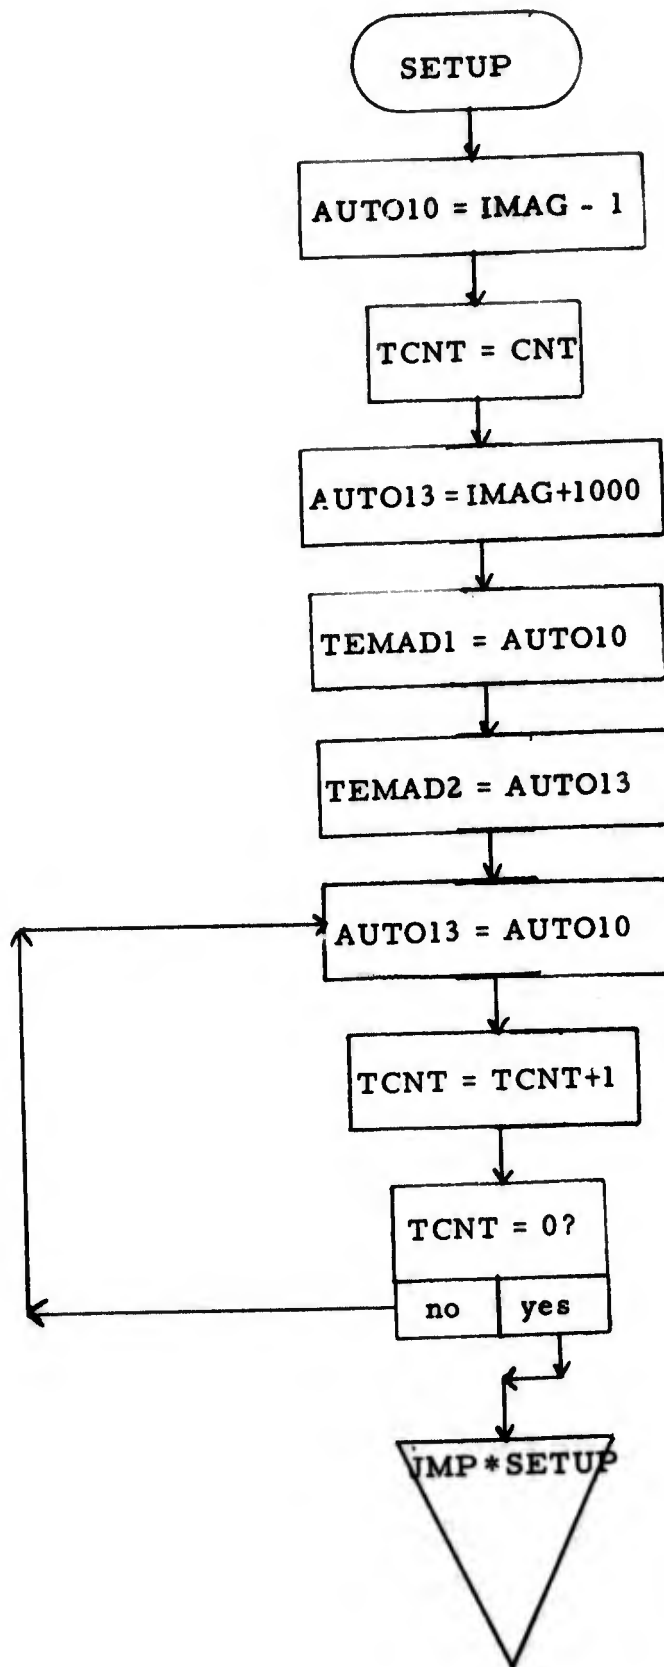 SETUP
AUTO10 = IMAG - 1
TCNT = CNT
AUTO13 = IMAG+1000
TEMAD1 = AUTO10
TEMAD2 = AUTO13
AUTO13 = AUTO10
TCNT = TCNT+1
TCNT = 0?
no yes
JMP*SETUP